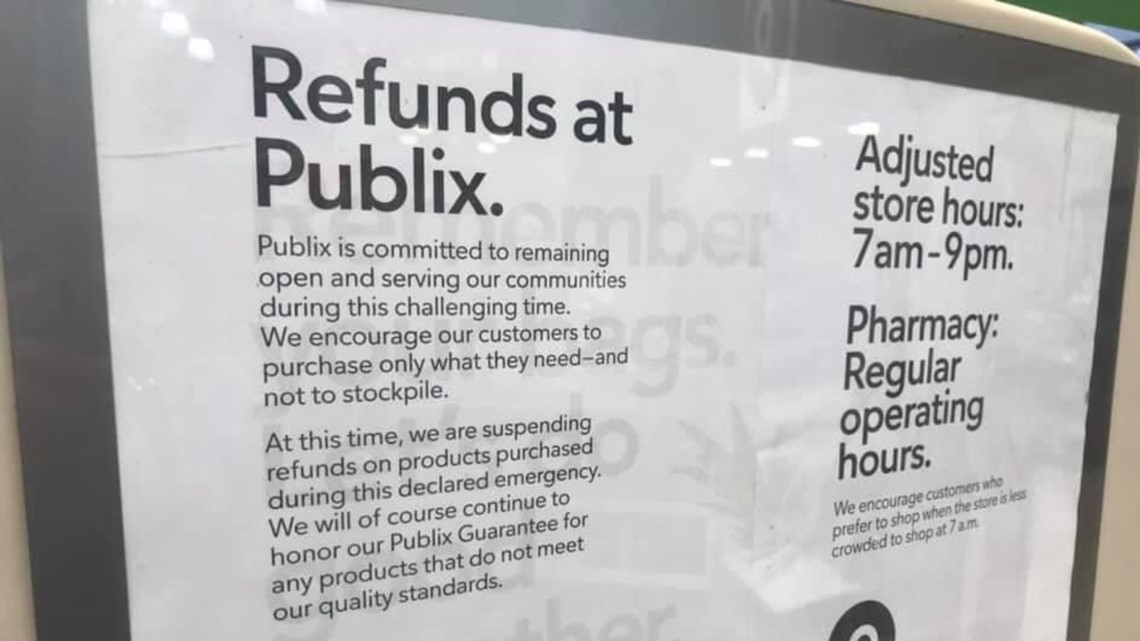 Refunds at
Publix.
Publix is committed to remaining
open and serving our communities
during this challenging time.
We encourage our customers to
purchase only what they need–and
not to stockpile.
At this time, we are suspending
refunds on products purchased
during this declared emergency.
We will of course continue to
honor our Publix Guarantee for
any products that do not meet
our quality standards.
Adjusted
store hours:
7am-9pm.
Pharmacy:
Regular
operating
hours.
We encourage customers who
prefer to shop when the store is less
crowded to shop at 7 a.m.
Remember
your bags.